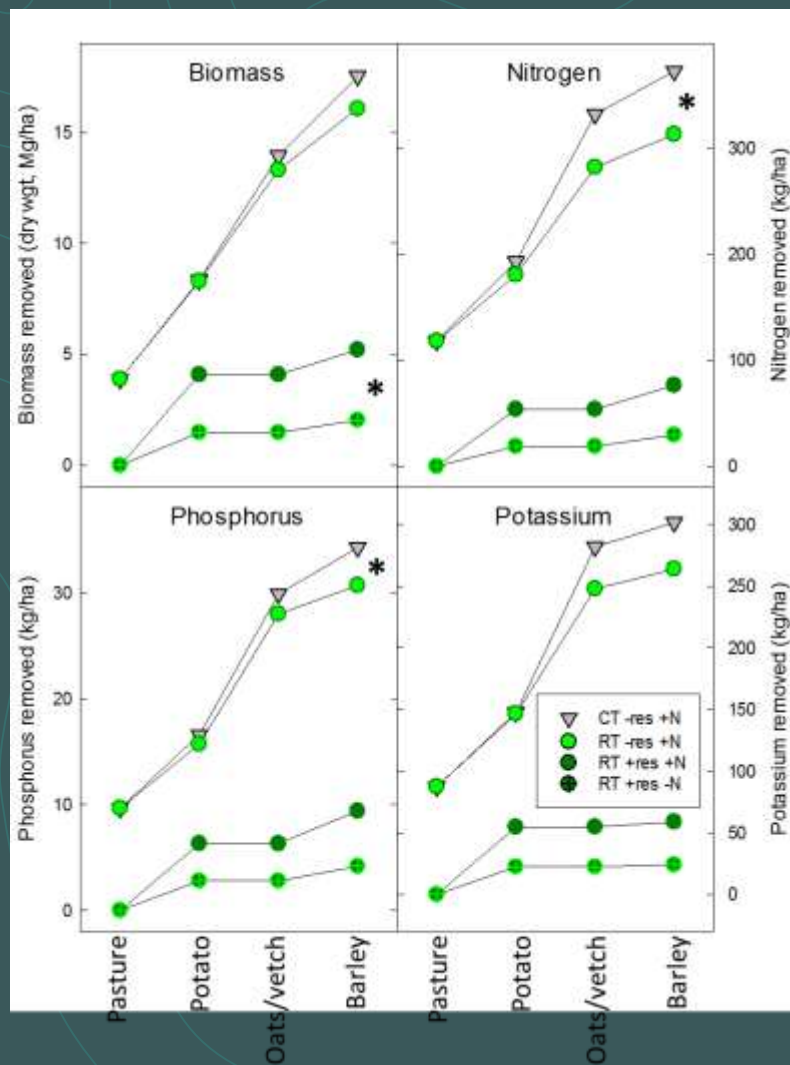 Biomass
Nitrogen
Biomass removed (dry wgt, Mg/ha)
15
10
5
0
*
*
300
200
100
0
Nitrogen removed (kg/ha)
Phosphorus
Potassium
Phosphorus removed (kg/ha)
30
20
10
0
*
300
250
200
150
100
50
0
Potassium removed (kg/ha)
CT -res +N
RT -res +N
RT +res +N
RT +res -N
Pasture
Potato
Oats/vetch
Barley
Pasture
Potato
Oats/vetch
Barley